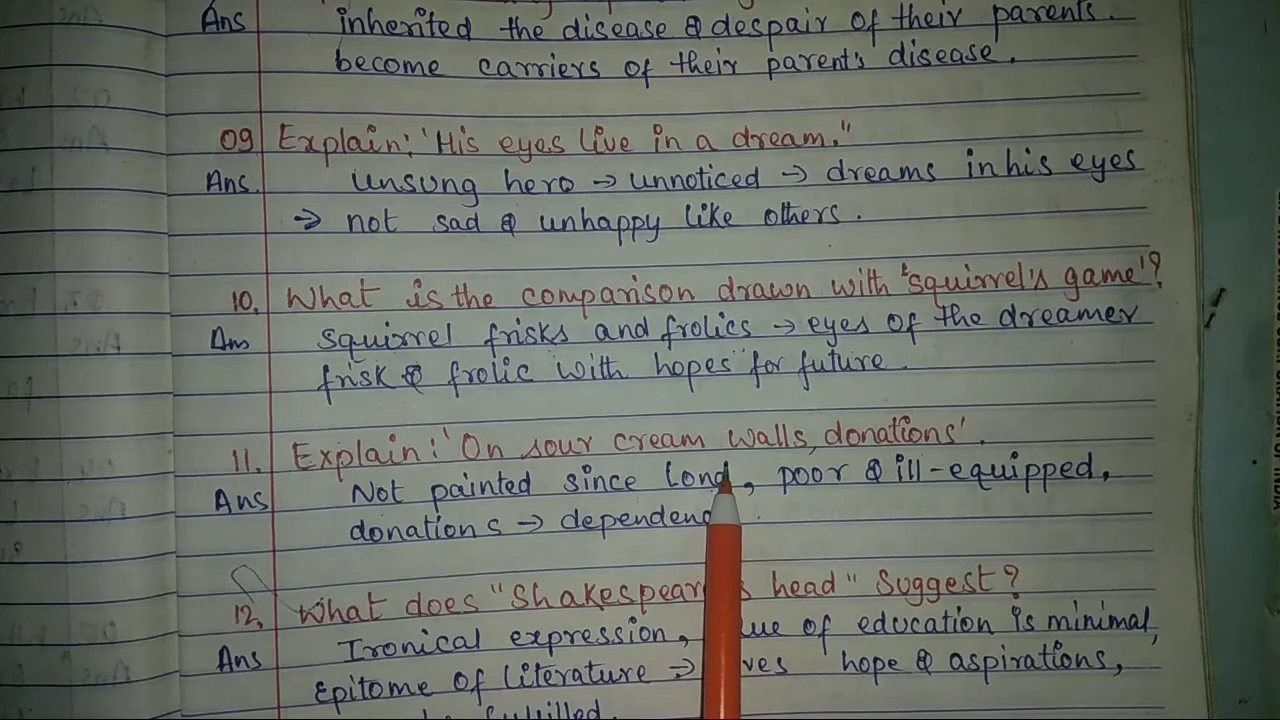 Ans inherited the disease & despair of their parents.
become carriers of their parent's disease.
09 Explain: 'His eyes live in a dream."
Ans. Unsung hero → unnoticed → dreams in his eyes
→ not sad & unhappy like others.
10. What is the comparison drawn with 'squirrel's game'?
Ans Squirrel frisks and frolics → eyes of the dreamer
frisk & frolic with hopes for future.
11. Explain: 'On sour cream walls, donations'.
Ans Not painted since long, poor & ill-equipped,
donations →
12. What does "Shakespear head" Suggest?
Ans Ironical expression, of education is minimal,
Epitome of literature → hope & aspirations,